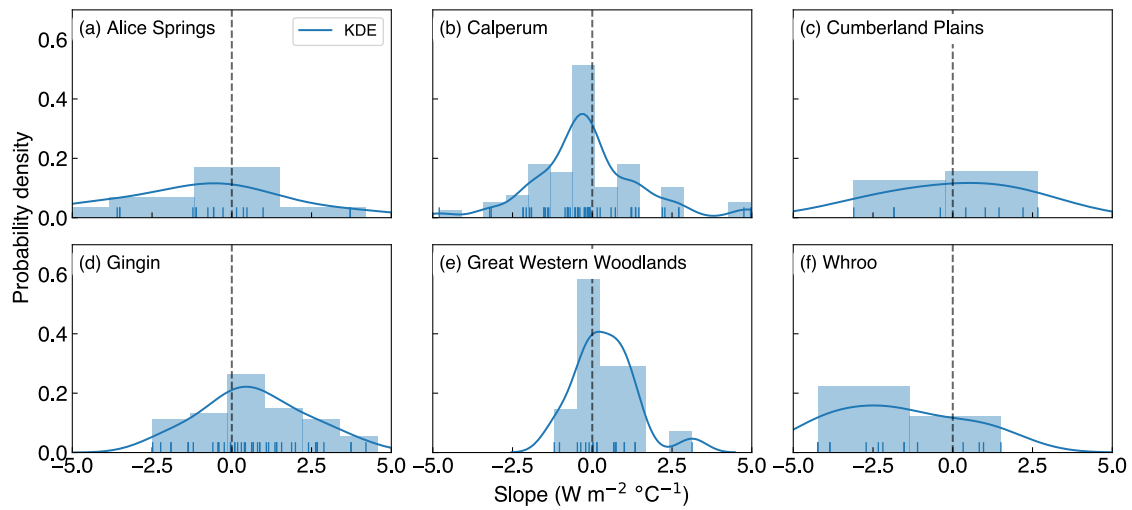 (a) Alice Springs
KDE
(b) Calperum
(c) Cumberland Plains
0.6
0.4
0.2
0.0
(d) Gingin
(e) Great Western Woodlands
(f) Whroo
0.6
0.4
0.2
0.0
Probability density
−5.0 −2.5 0.0 2.5 5.0
−5.0 −2.5 0.0 2.5 5.0
−5.0 −2.5 0.0 2.5 5.0
Slope (W m⁻² °C⁻¹)